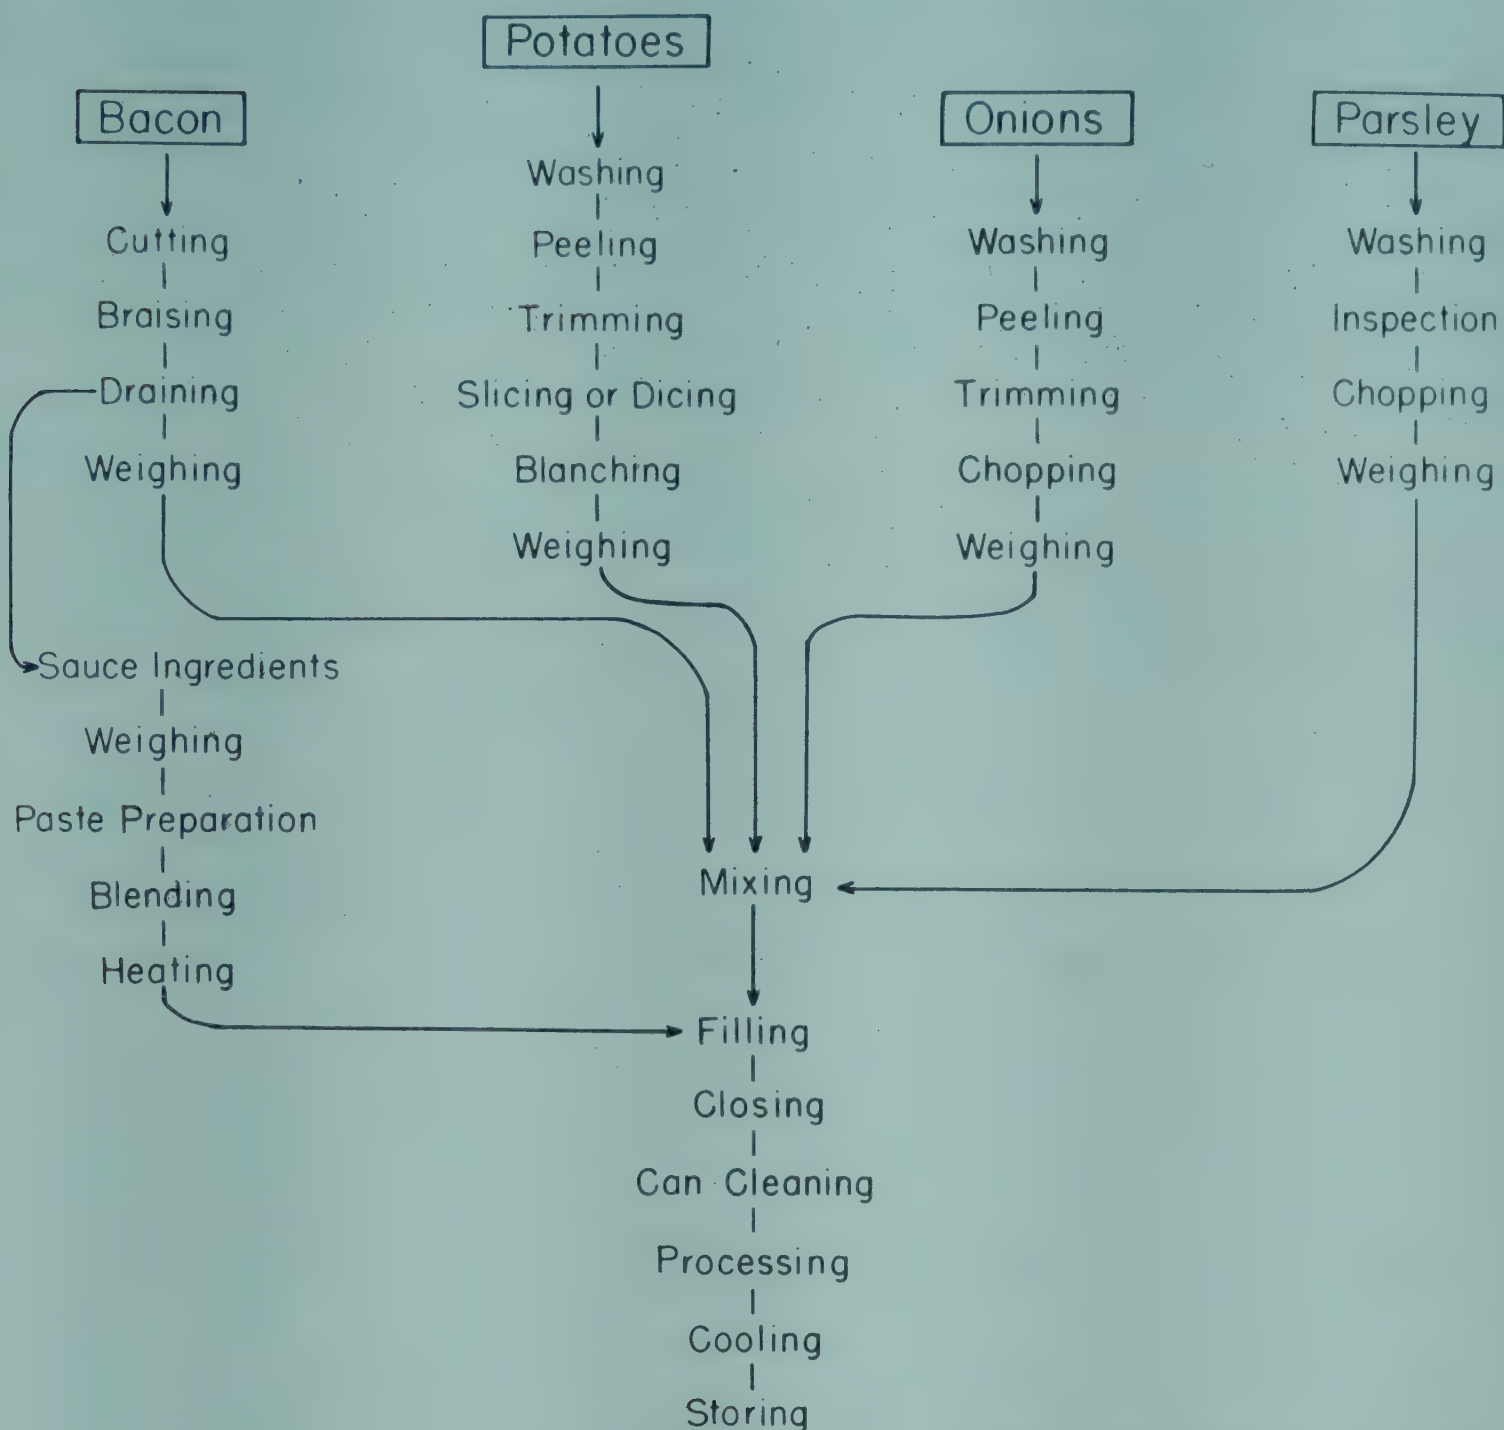 Potatoes
Bacon
Onions
Parsley
Cutting
Braising
Draining
Weighing
Washing
Peeling
Trimming
Slicing or Dicing
Blanching
Weighing
Washing
Peeling
Trimming
Chopping
Weighing
Washing
Inspection
Chopping
Weighing
Sauce Ingredients
Weighing
Paste Preparation
Blending
Heating
Mixing
Filling
Closing
Can Cleaning
Processing
Cooling
Storing